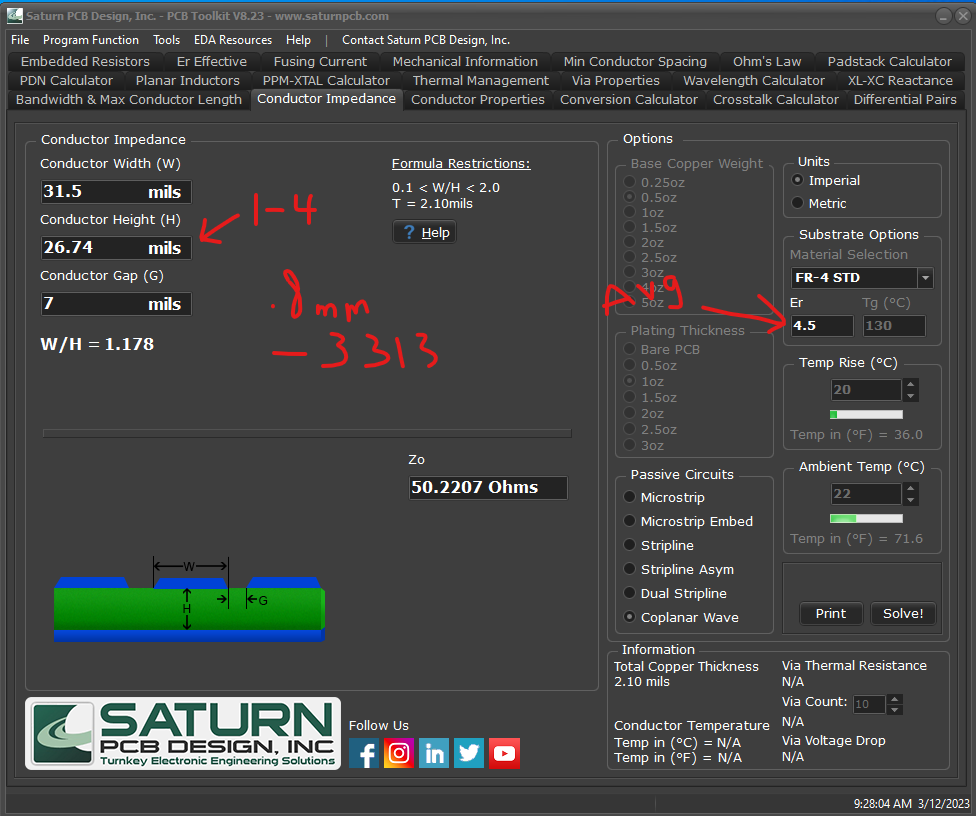 Saturn PCB Design, Inc. - PCB Toolkit V8.23 - www.saturnpcb.com
File Program Function Tools EDA Resources Help | Contact Saturn PCB Design, Inc.
Embedded Resistors Er Effective Fusing Current Mechanical Information Min Conductor Spacing Ohm's Law Padstack Calculator
PDN Calculator Planar Inductors PPM-XTAL Calculator Thermal Management Via Properties Wavelength Calculator XL-XC Reactance
Bandwidth & Max Conductor Length Conductor Impedance Conductor Properties Conversion Calculator Crosstalk Calculator Differential Pairs
Conductor Impedance
Conductor Width (W)
31.5 mils
Conductor Height (H)
26.74 mils
1-4
Conductor Gap (G)
7 mils
.8mm
-3313
W/H = 1.178
Formula Restrictions:
0.1 < W/H < 2.0
T = 2.10mils
? Help
Zo
50.2207 Ohms
W
H
G
Options
Base Copper Weight
0.25oz
0.5oz
1oz
1.5oz
2oz
2.5oz
3oz
4oz
5oz
Avg
Plating Thickness
Bare PCB
0.5oz
1oz
1.5oz
2oz
2.5oz
3oz
Passive Circuits
Microstrip
Microstrip Embed
Stripline
Stripline Asym
Dual Stripline
Coplanar Wave
Units
Imperial
Metric
Substrate Options
Material Selection
FR-4 STD
Er Tg (°C)
4.5 130
Temp Rise (°C)
20
Temp in (°F) = 36.0
Ambient Temp (°C)
22
Temp in (°F) = 71.6
Print Solve!
Information
Total Copper Thickness
2.10 mils
Conductor Temperature
Temp in (°C) = N/A
Temp in (°F) = N/A
Via Thermal Resistance
N/A
Via Count: 10
N/A
Via Voltage Drop
N/A
SATURN
PCB DESIGN, INC
Turnkey Electronic Engineering Solutions
Follow Us
9:28:04 AM 3/12/2023